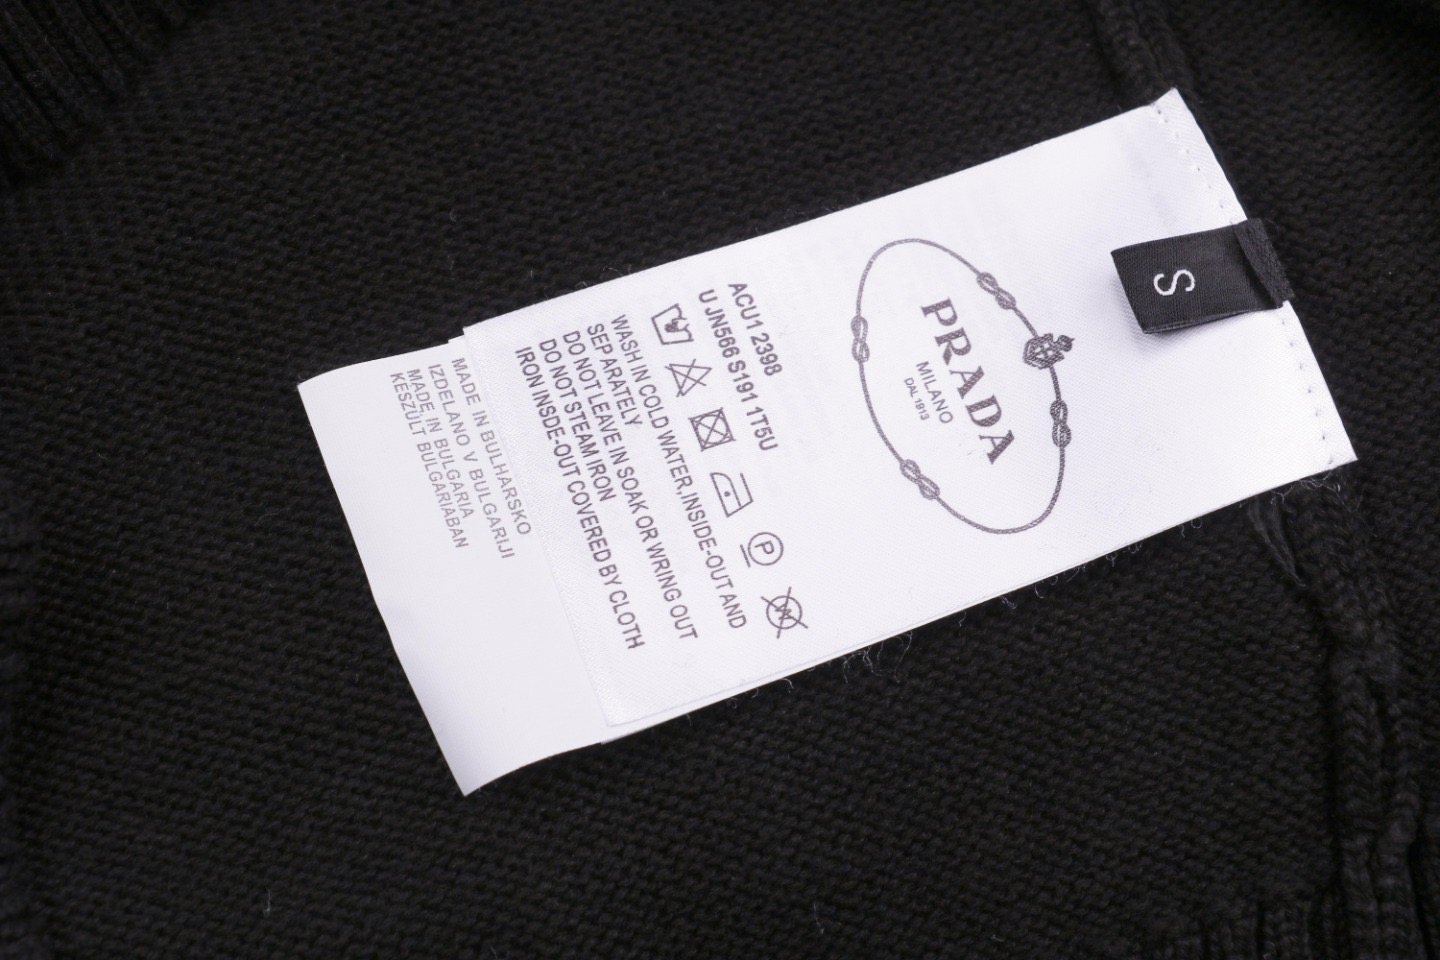 S
PRADA
MILANO
DAL 1913
ACU1 2398
U JN566 S191 1T5U
P
A
WASH IN COLD WATER,INSIDE-OUT AND
SEPARATELY
DO NOT LEAVE IN SOAK OR WRING OUT
DO NOT STEAM IRON
IRON INSDE-OUT COVERED BY CLOTH
MADE IN BULHARSKO
IZDELANO V BULGARIJI
MADE IN BULGARIA
KÉSZÜLT BULGARIABAN